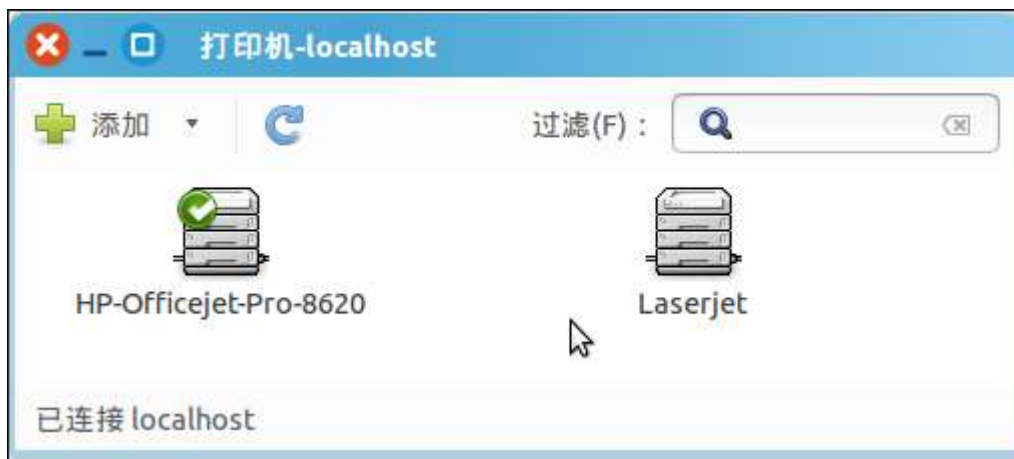 打印机-localhost
添加 过滤(F)：
HP-Officejet-Pro-8620 Laserjet
已连接 localhost